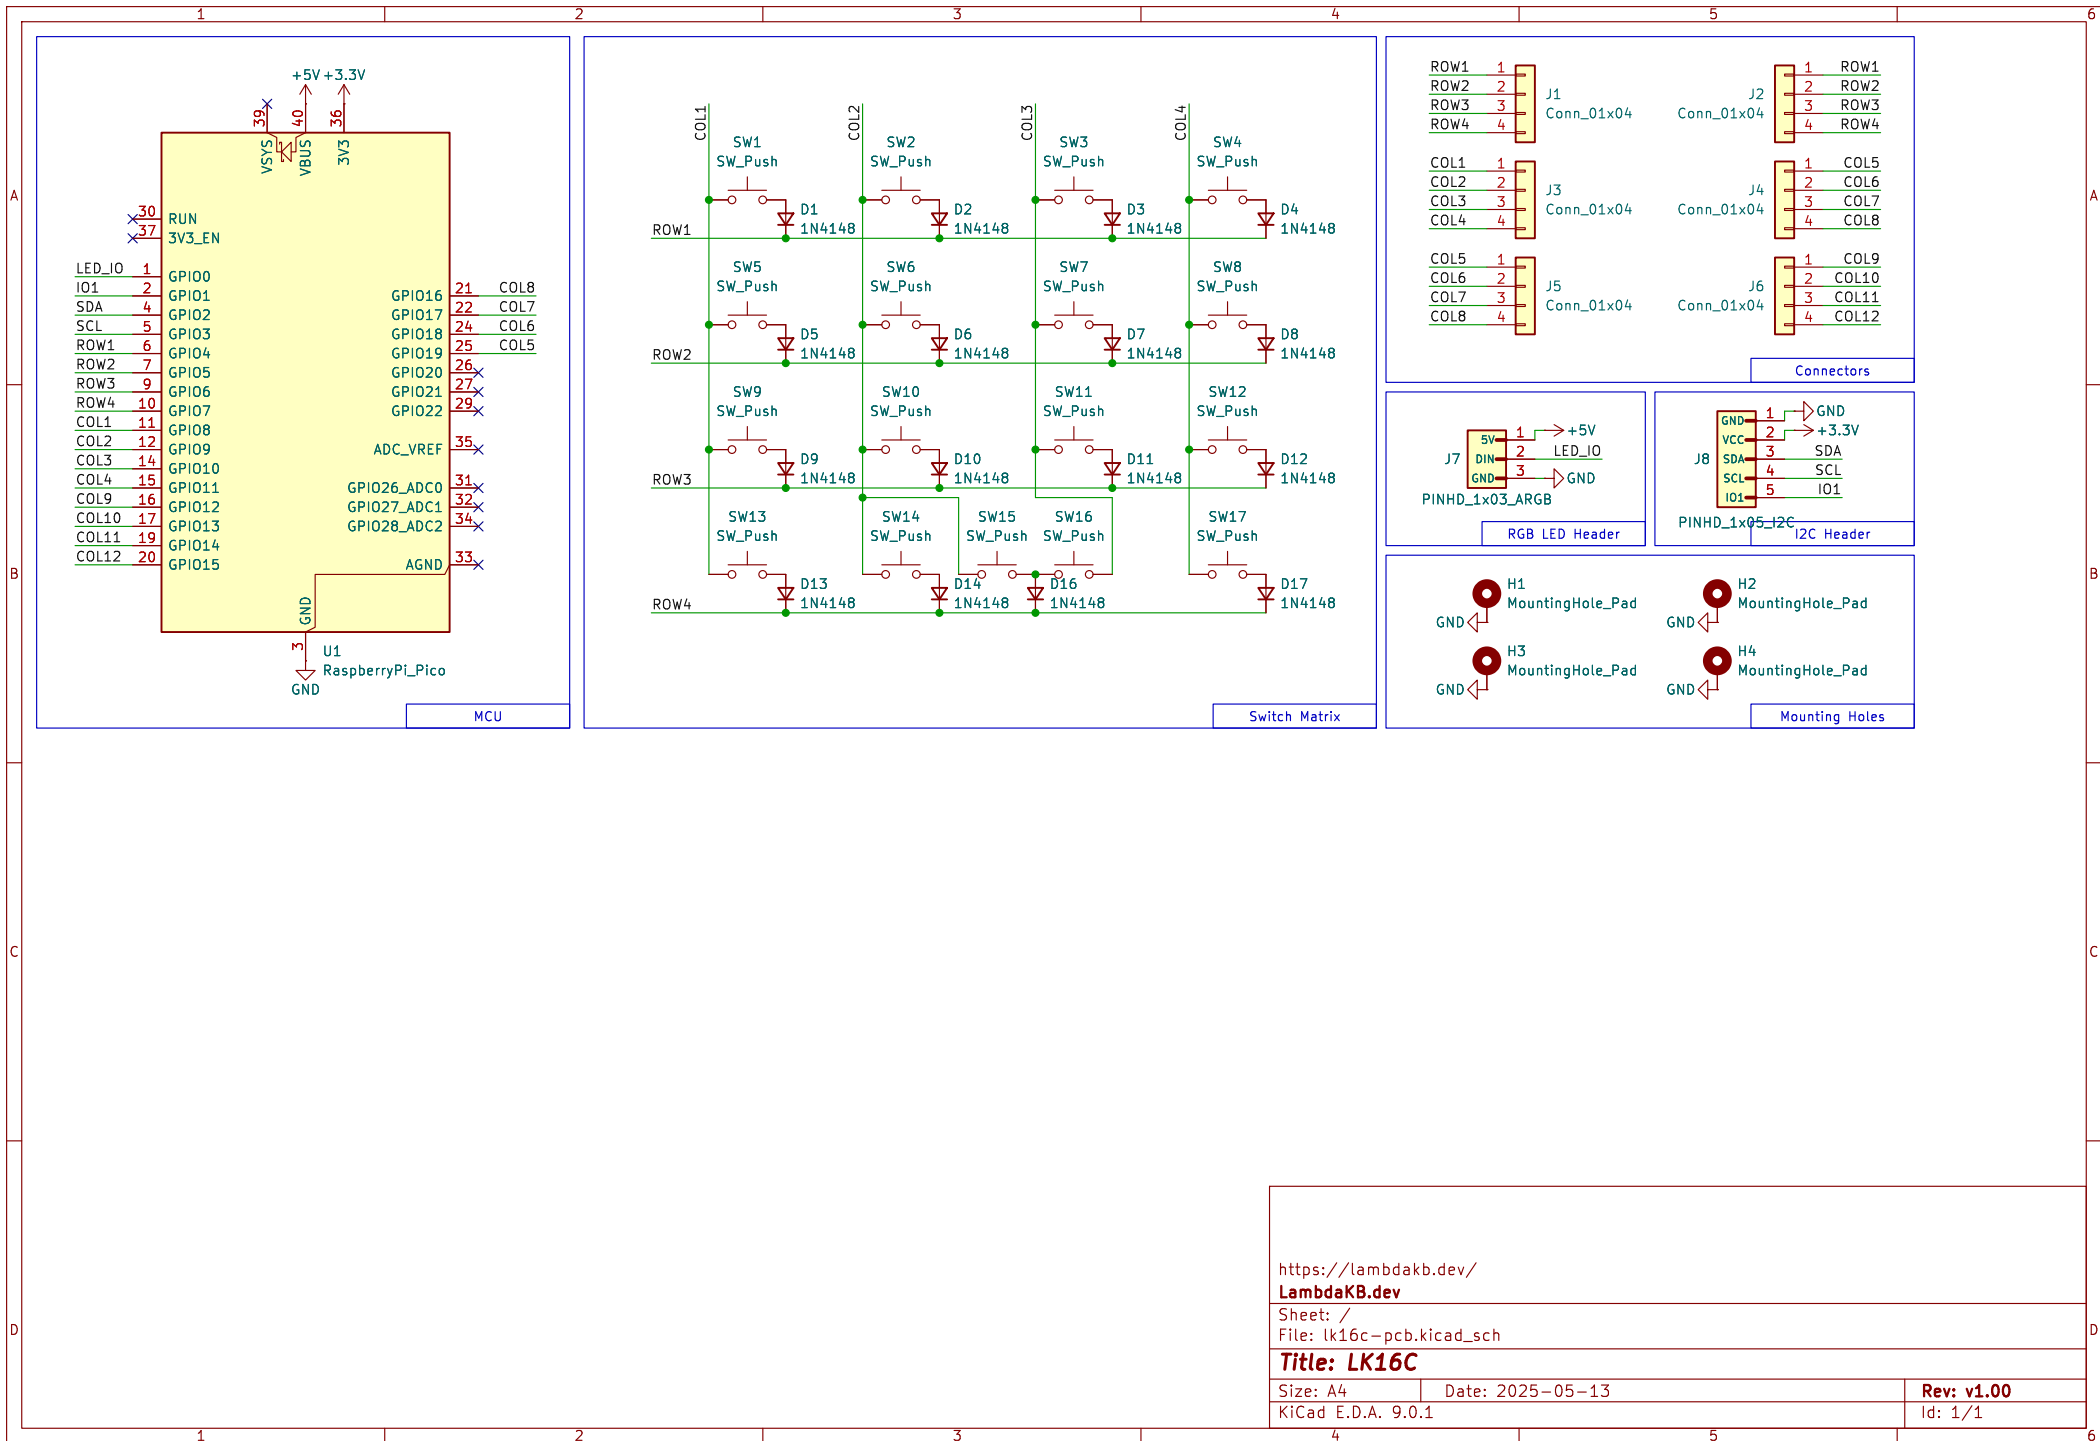 1 2 3 4 5 6
A
B
C
D
+5V +3.3V
39 40 36
VSYS VBUS 3V3
30 RUN
37 3V3_EN
LED_IO 1 GPIO0
IO1 2 GPIO1
SDA 4 GPIO2
SCL 5 GPIO3
ROW1 6 GPIO4
ROW2 7 GPIO5
ROW3 9 GPIO6
ROW4 10 GPIO7
COL1 11 GPIO8
COL2 12 GPIO9
COL3 14 GPIO10
COL4 15 GPIO11
COL9 16 GPIO12
COL10 17 GPIO13
COL11 19 GPIO14
COL12 20 GPIO15
GPIO16 21 COL8
GPIO17 22 COL7
GPIO18 24 COL6
GPIO19 25 COL5
GPIO20 26
GPIO21 27
GPIO22 29
ADC_VREF 35
GPIO26_ADC0 31
GPIO27_ADC1 32
GPIO28_ADC2 34
AGND 33
GND
3
U1
RaspberryPi_Pico
GND
MCU
COL1 COL2 COL3 COL4
SW1 SW2 SW3 SW4
SW_Push SW_Push SW_Push SW_Push
D1 D2 D3 D4
1N4148 1N4148 1N4148 1N4148
ROW1
SW5 SW6 SW7 SW8
SW_Push SW_Push SW_Push SW_Push
D5 D6 D7 D8
1N4148 1N4148 1N4148 1N4148
ROW2
SW9 SW10 SW11 SW12
SW_Push SW_Push SW_Push SW_Push
D9 D10 D11 D12
1N4148 1N4148 1N4148 1N4148
ROW3
SW13 SW14 SW15 SW16 SW17
SW_Push SW_Push SW_Push SW_Push SW_Push
D13 D14 D16 D17
1N4148 1N4148 1N4148 1N4148
ROW4
Switch Matrix
ROW1 1
ROW2 2
ROW3 3
ROW4 4
J1
Conn_01x04
J2
Conn_01x04
1 ROW1
2 ROW2
3 ROW3
4 ROW4
COL1 1
COL2 2
COL3 3
COL4 4
J3
Conn_01x04
J4
Conn_01x04
1 COL5
2 COL6
3 COL7
4 COL8
COL5 1
COL6 2
COL7 3
COL8 4
J5
Conn_01x04
J6
Conn_01x04
1 COL9
2 COL10
3 COL11
4 COL12
Connectors
J7
5V 1 +5V
DIN 2 LED_IO
GND 3 GND
PINHD_1x03_ARGB
RGB LED Header
J8
GND 1 GND
VCC 2 +3.3V
SDA 3 SDA
SCL 4 SCL
IO1 5 IO1
PINHD_1x05_I2C
I2C Header
H1
MountingHole_Pad
GND
H2
MountingHole_Pad
GND
H3
MountingHole_Pad
GND
H4
MountingHole_Pad
GND
Mounting Holes
https://lambdakb.dev/
LambdaKB.dev
Sheet: /
File: lk16c-pcb.kicad_sch
Title: LK16C
Size: A4 Date: 2025-05-13 Rev: v1.00
KiCad E.D.A. 9.0.1 Id: 1/1
A
B
C
D
1 2 3 4 5 6